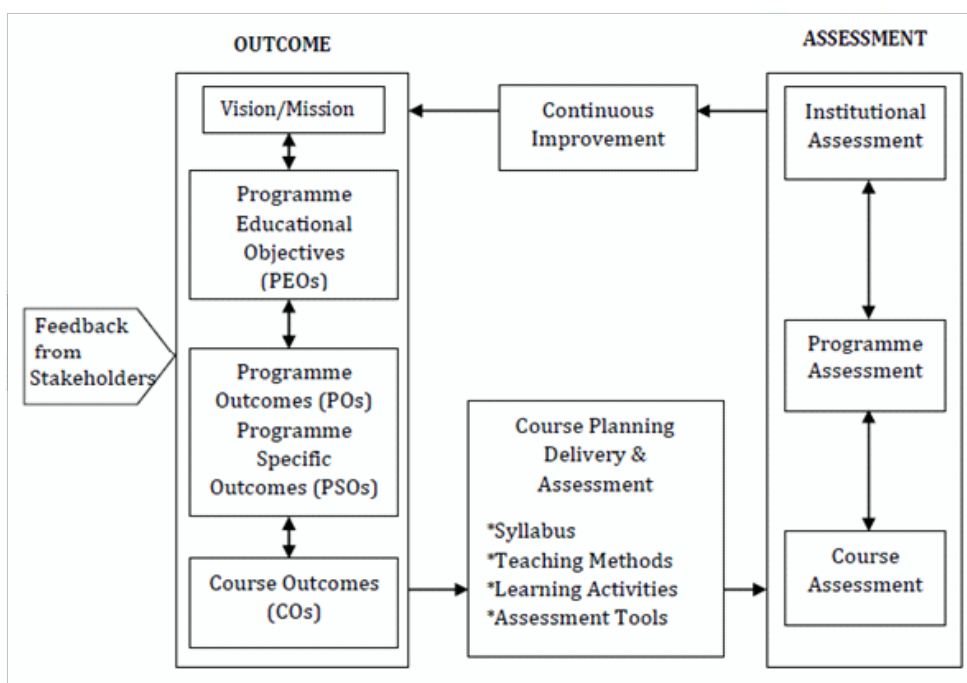 OUTCOME
Vision/Mission
Programme
Educational
Objectives
(PEOs)
Feedback
from
Stakeholders
Programme
Outcomes (POs)
Programme
Specific
Outcomes (PSOs)
Course Outcomes
(COs)
Continuous
Improvement
Course Planning
Delivery &
Assessment
*Syllabus
*Teaching Methods
*Learning Activities
*Assessment Tools
ASSESSMENT
Institutional
Assessment
Programme
Assessment
Course
Assessment